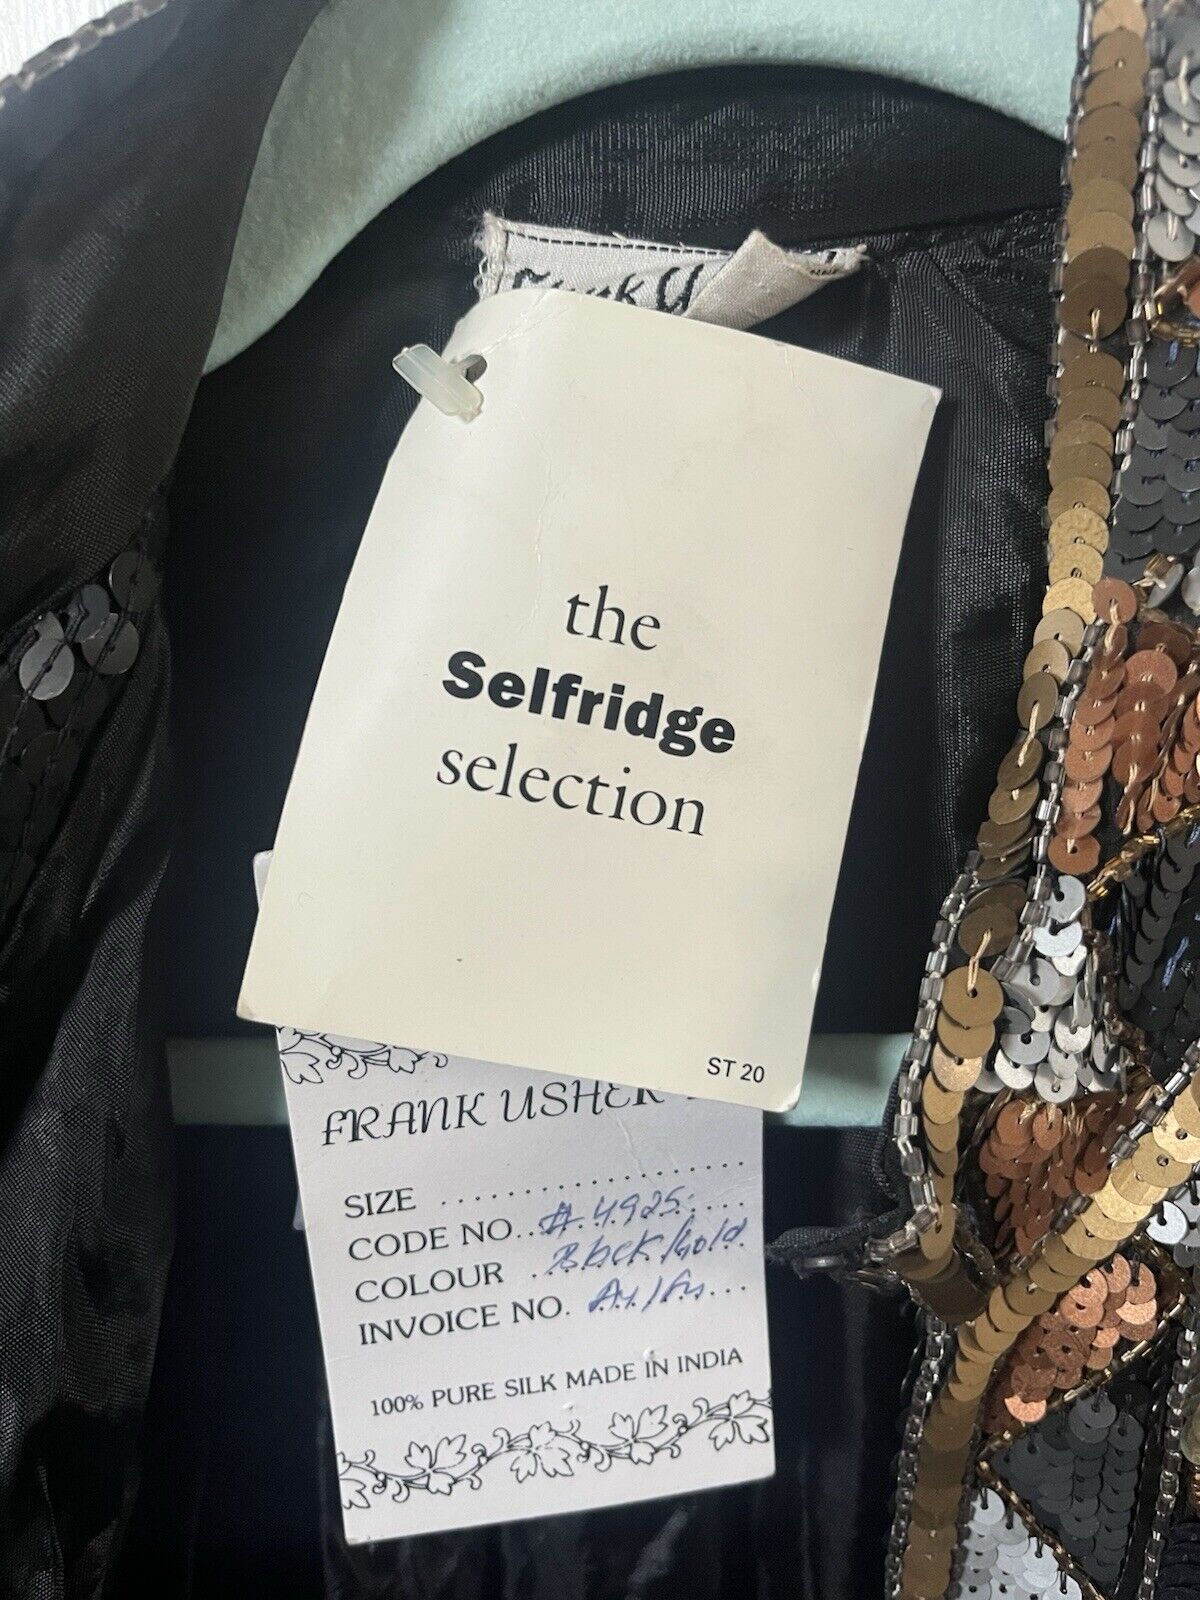 Frank U
the
Selfridge
selection
ST 20
FRANK USHER
SIZE ..................
CODE NO... # 4925
COLOUR ... Black/Gold
INVOICE NO.
100% PURE SILK MADE IN INDIA